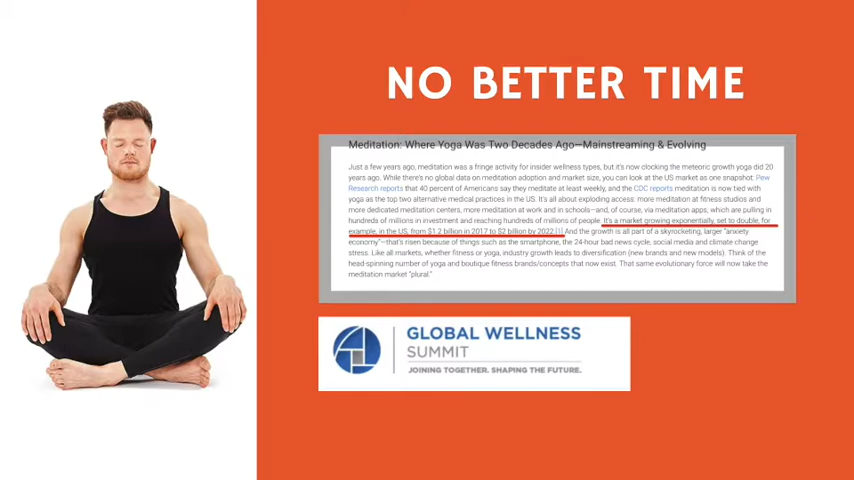 NO BETTER TIME
Meditation: Where Yoga Was Two Decades Ago—Mainstreaming & Evolving
Just a few years ago, meditation was a fringe activity for insider wellness types, but it's now clocking the meteoric growth yoga did 20
years ago. While there's no global data on meditation adoption and market size, you can look at the US market as one snapshot: Pew
Research reports that 40 percent of Americans say they meditate at least weekly, and the CDC reports meditation is now tied with
yoga as the top two alternative medical practices in the US. It's all about exploding access: more meditation at fitness studios and
more dedicated meditation centers, more meditation at work and in schools—and, of course, via meditation apps, which are pulling in
hundreds of millions in investment and reaching hundreds of millions of people. It's a market growing exponentially, set to double, for
example, in the US, from $1.2 billion in 2017 to $2 billion by 2022.[1] And the growth is all part of a skyrocketing, larger "anxiety
economy"—that's risen because of things such as the smartphone, the 24-hour bad news cycle, social media and climate change
stress. Like all markets, whether fitness or yoga, industry growth leads to diversification (new brands and new models). Think of the
head-spinning number of yoga and boutique fitness brands/concepts that now exist. That same evolutionary force will now take the
meditation market "plural."
GLOBAL WELLNESS
SUMMIT
JOINING TOGETHER. SHAPING THE FUTURE.